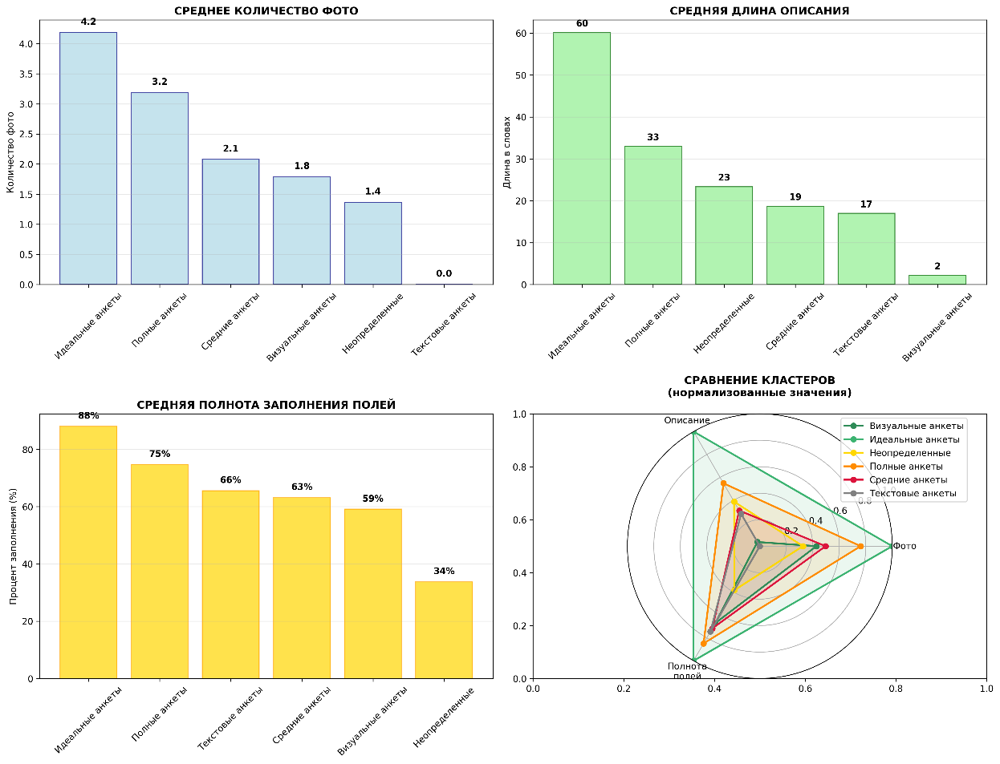 СРЕДНЕЕ КОЛИЧЕСТВО ФОТО
Количество фото
4.0
3.5
3.0
2.5
2.0
1.5
1.0
0.5
0.0
4.2
3.2
2.1
1.8
1.4
0.0
Идеальные анкеты
Полные анкеты
Средние анкеты
Визуальные анкеты
Неопределенные
Текстовые анкеты
СРЕДНЯЯ ДЛИНА ОПИСАНИЯ
Длина в словах
60
50
40
30
20
10
0
60
33
23
19
17
2
Идеальные анкеты
Полные анкеты
Неопределенные
Средние анкеты
Текстовые анкеты
Визуальные анкеты
СРЕДНЯЯ ПОЛНОТА ЗАПОЛНЕНИЯ ПОЛЕЙ
Процент заполнения (%)
80
60
40
20
0
88%
75%
66%
63%
59%
34%
Идеальные анкеты
Полные анкеты
Текстовые анкеты
Средние анкеты
Визуальные анкеты
Неопределенные
СРАВНЕНИЕ КЛАСТЕРОВ
(нормализованные значения)
1.0
0.8
0.6
0.4
0.2
0.0
0.0
0.2
0.4
0.6
0.8
1.0
Описание
Фото
Полнота
полей
0.2
0.4
0.6
0.8
1.0
Визуальные анкеты
Идеальные анкеты
Неопределенные
Полные анкеты
Средние анкеты
Текстовые анкеты